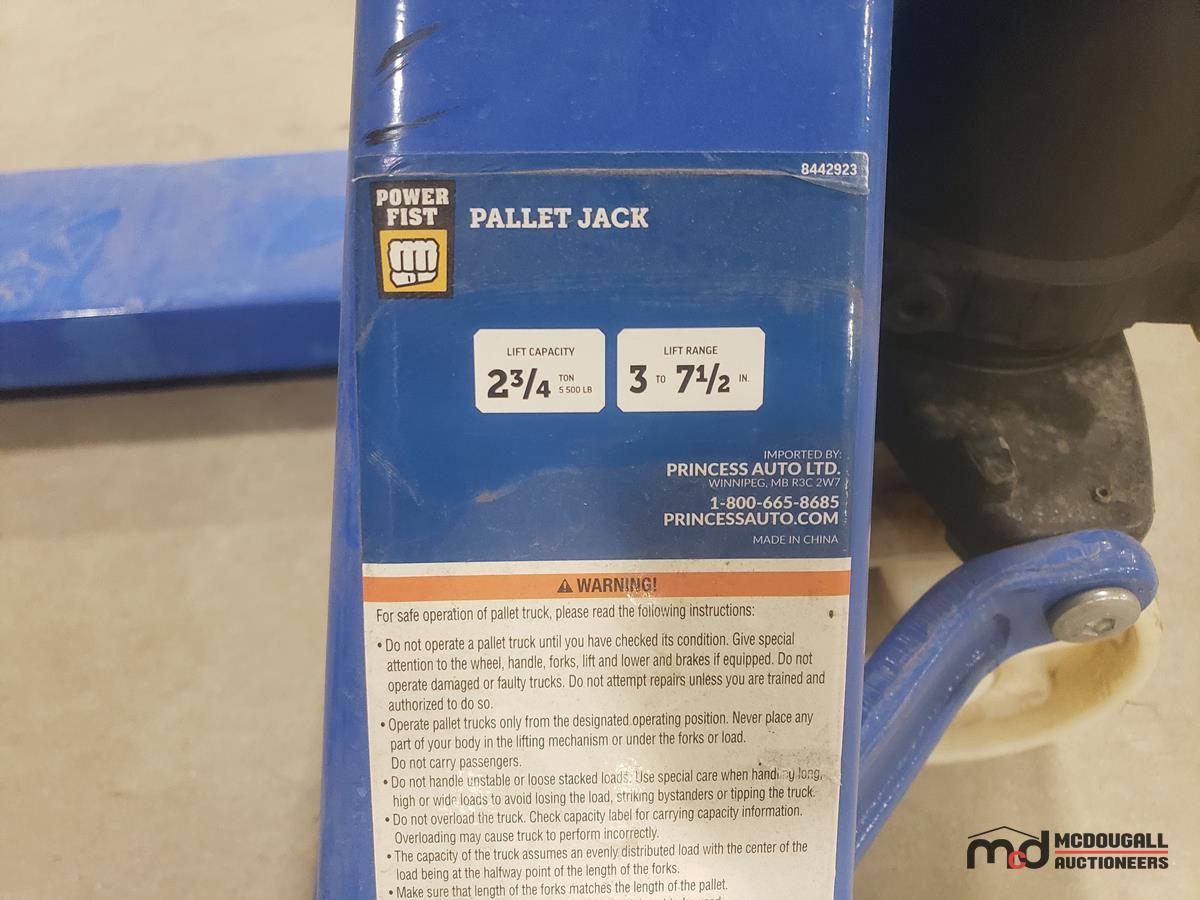 8442923
POWER
FIST
PALLET JACK
LIFT CAPACITY
2 3/4 TON
5 500 LB
LIFT RANGE
3 TO 7 1/2 IN.
IMPORTED BY:
PRINCESS AUTO LTD.
WINNIPEG, MB R3C 2W7
1-800-665-8685
PRINCESSAUTO.COM
MADE IN CHINA
WARNING!
For safe operation of pallet truck, please read the following instructions:
• Do not operate a pallet truck until you have checked its condition. Give special
attention to the wheel, handle, forks, lift and lower and brakes if equipped. Do not
operate damaged or faulty trucks. Do not attempt repairs unless you are trained and
authorized to do so.
• Operate pallet trucks only from the designated operating position. Never place any
part of your body in the lifting mechanism or under the forks or load.
Do not carry passengers.
• Do not handle unstable or loose stacked loads. Use special care when handling long,
high or wide loads to avoid losing the load, striking bystanders or tipping the truck.
• Do not overload the truck. Check capacity label for carrying capacity information.
Overloading may cause truck to perform incorrectly.
• The capacity of the truck assumes an evenly distributed load with the center of the
load being at the halfway point of the length of the forks.
• Make sure that length of the forks matches the length of the pallet.
mcd MCDOUGALL
AUCTIONEERS